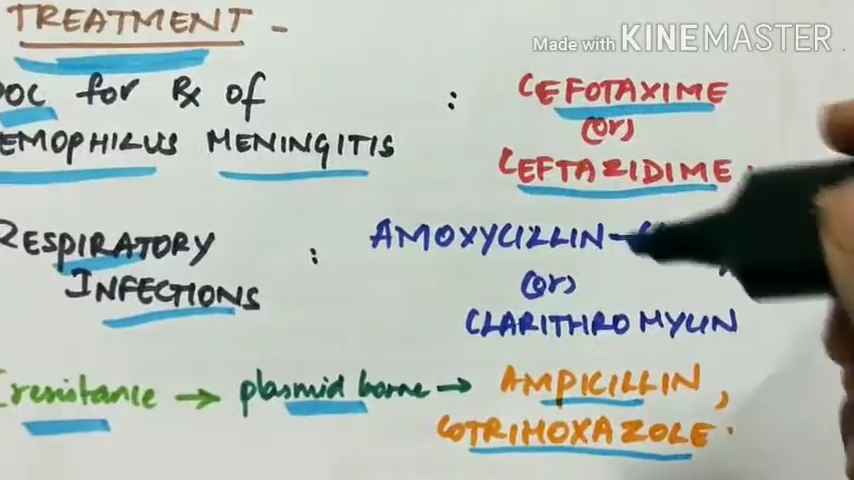 TREATMENT -
Made with KINEMASTER
OC for Rx of : CEFOTAXIME
EMOPHILUS MENINGITIS (or)
CEFTAZIDIME.
RESPIRATORY : AMOXYCILLIN-
INFECTIONS (or)
CLARITHROMYCIN
resistance → plasmid borne → AMPICILLIN,
COTRIMOXAZOLE.